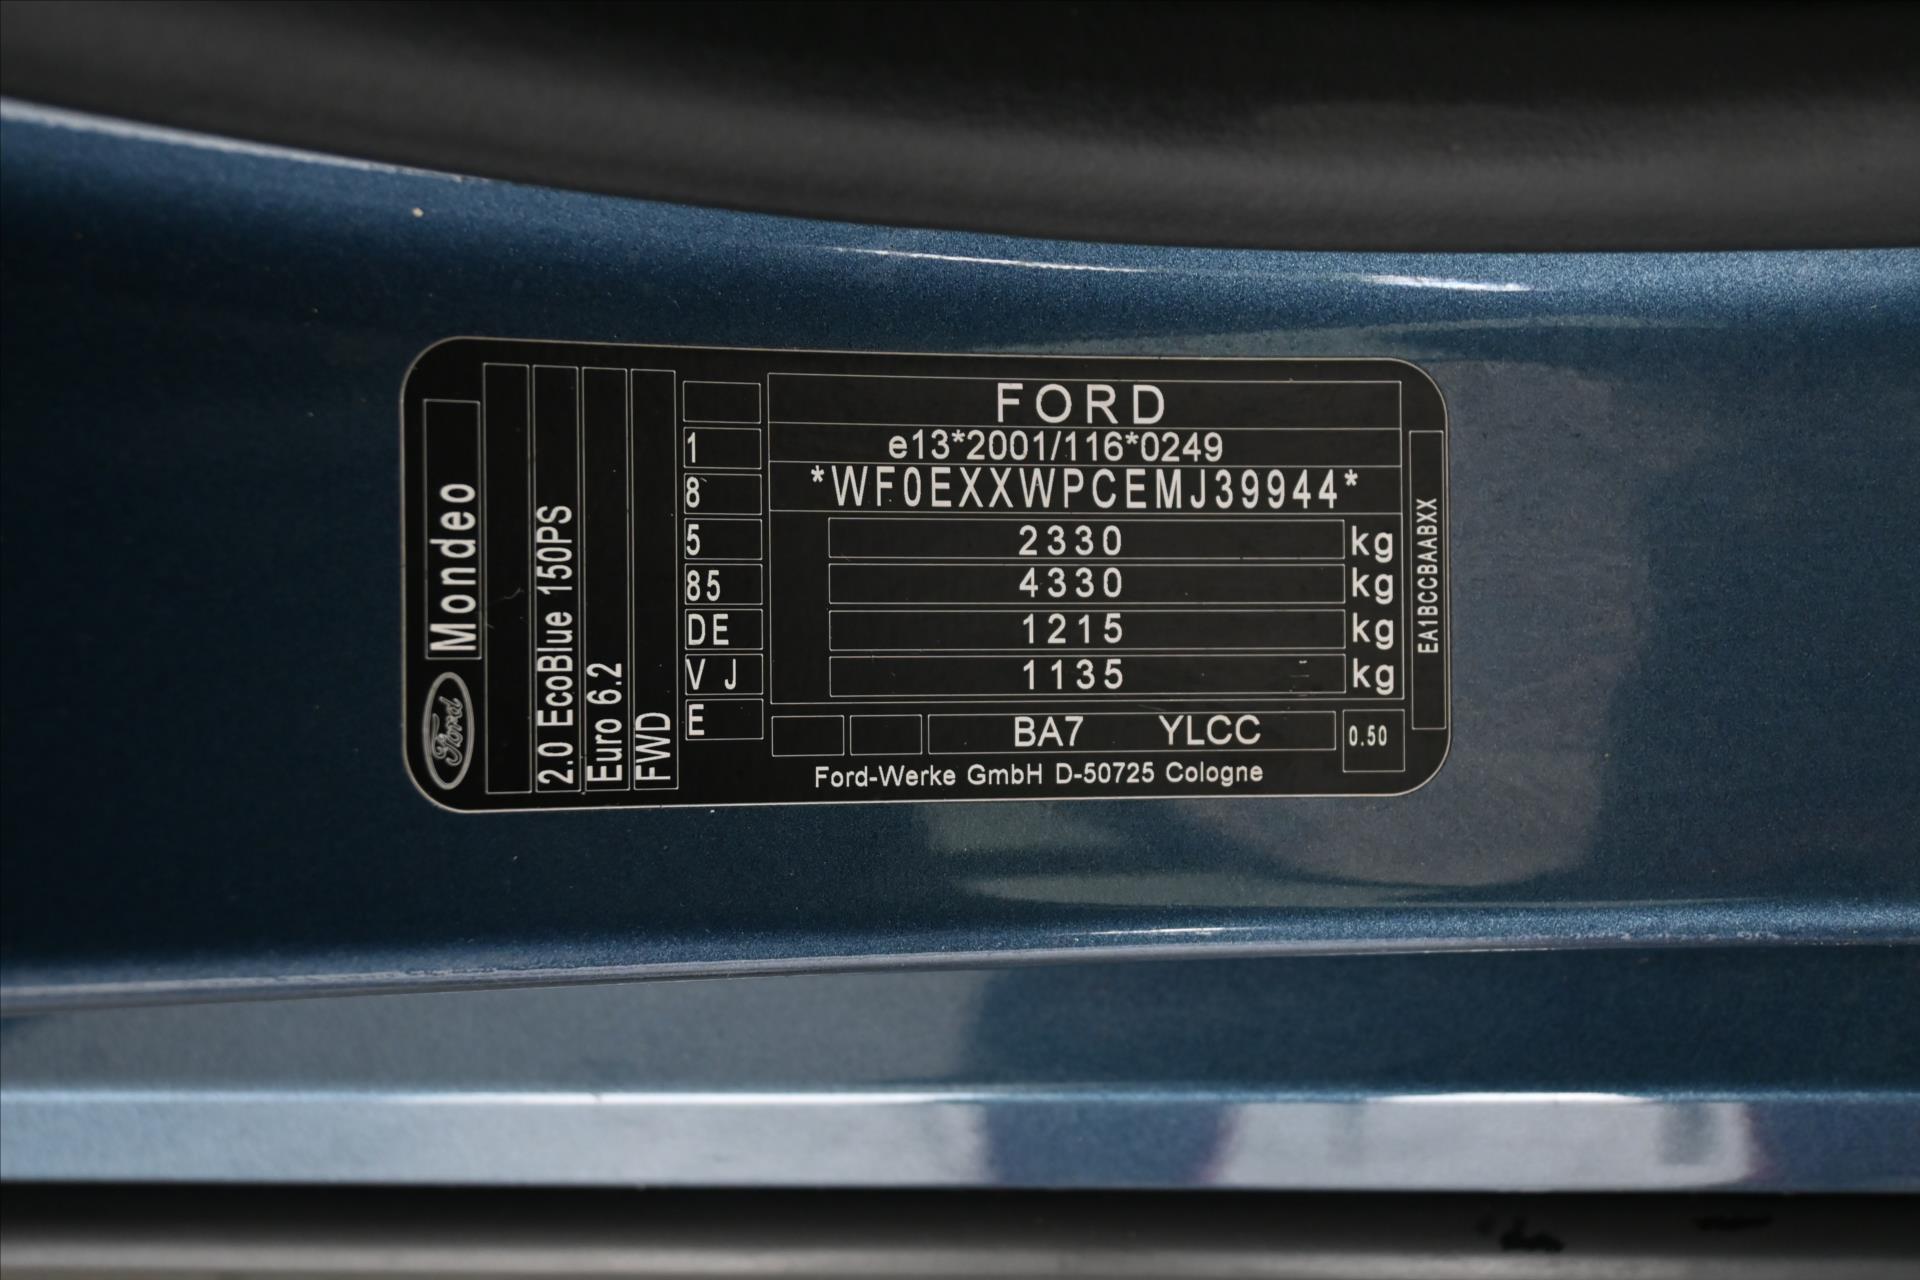 Ford
Mondeo
2.0 EcoBlue 150PS
Euro 6.2
FWD
1
8
5
85
DE
V J
E
FORD
e13*2001/116*0249
*WF0EXXWPCEMJ39944*
2330 kg
4330 kg
1215 kg
1135 kg
BA7 YLCC
0.50
Ford-Werke GmbH D-50725 Cologne
EA1BCCBAABXX